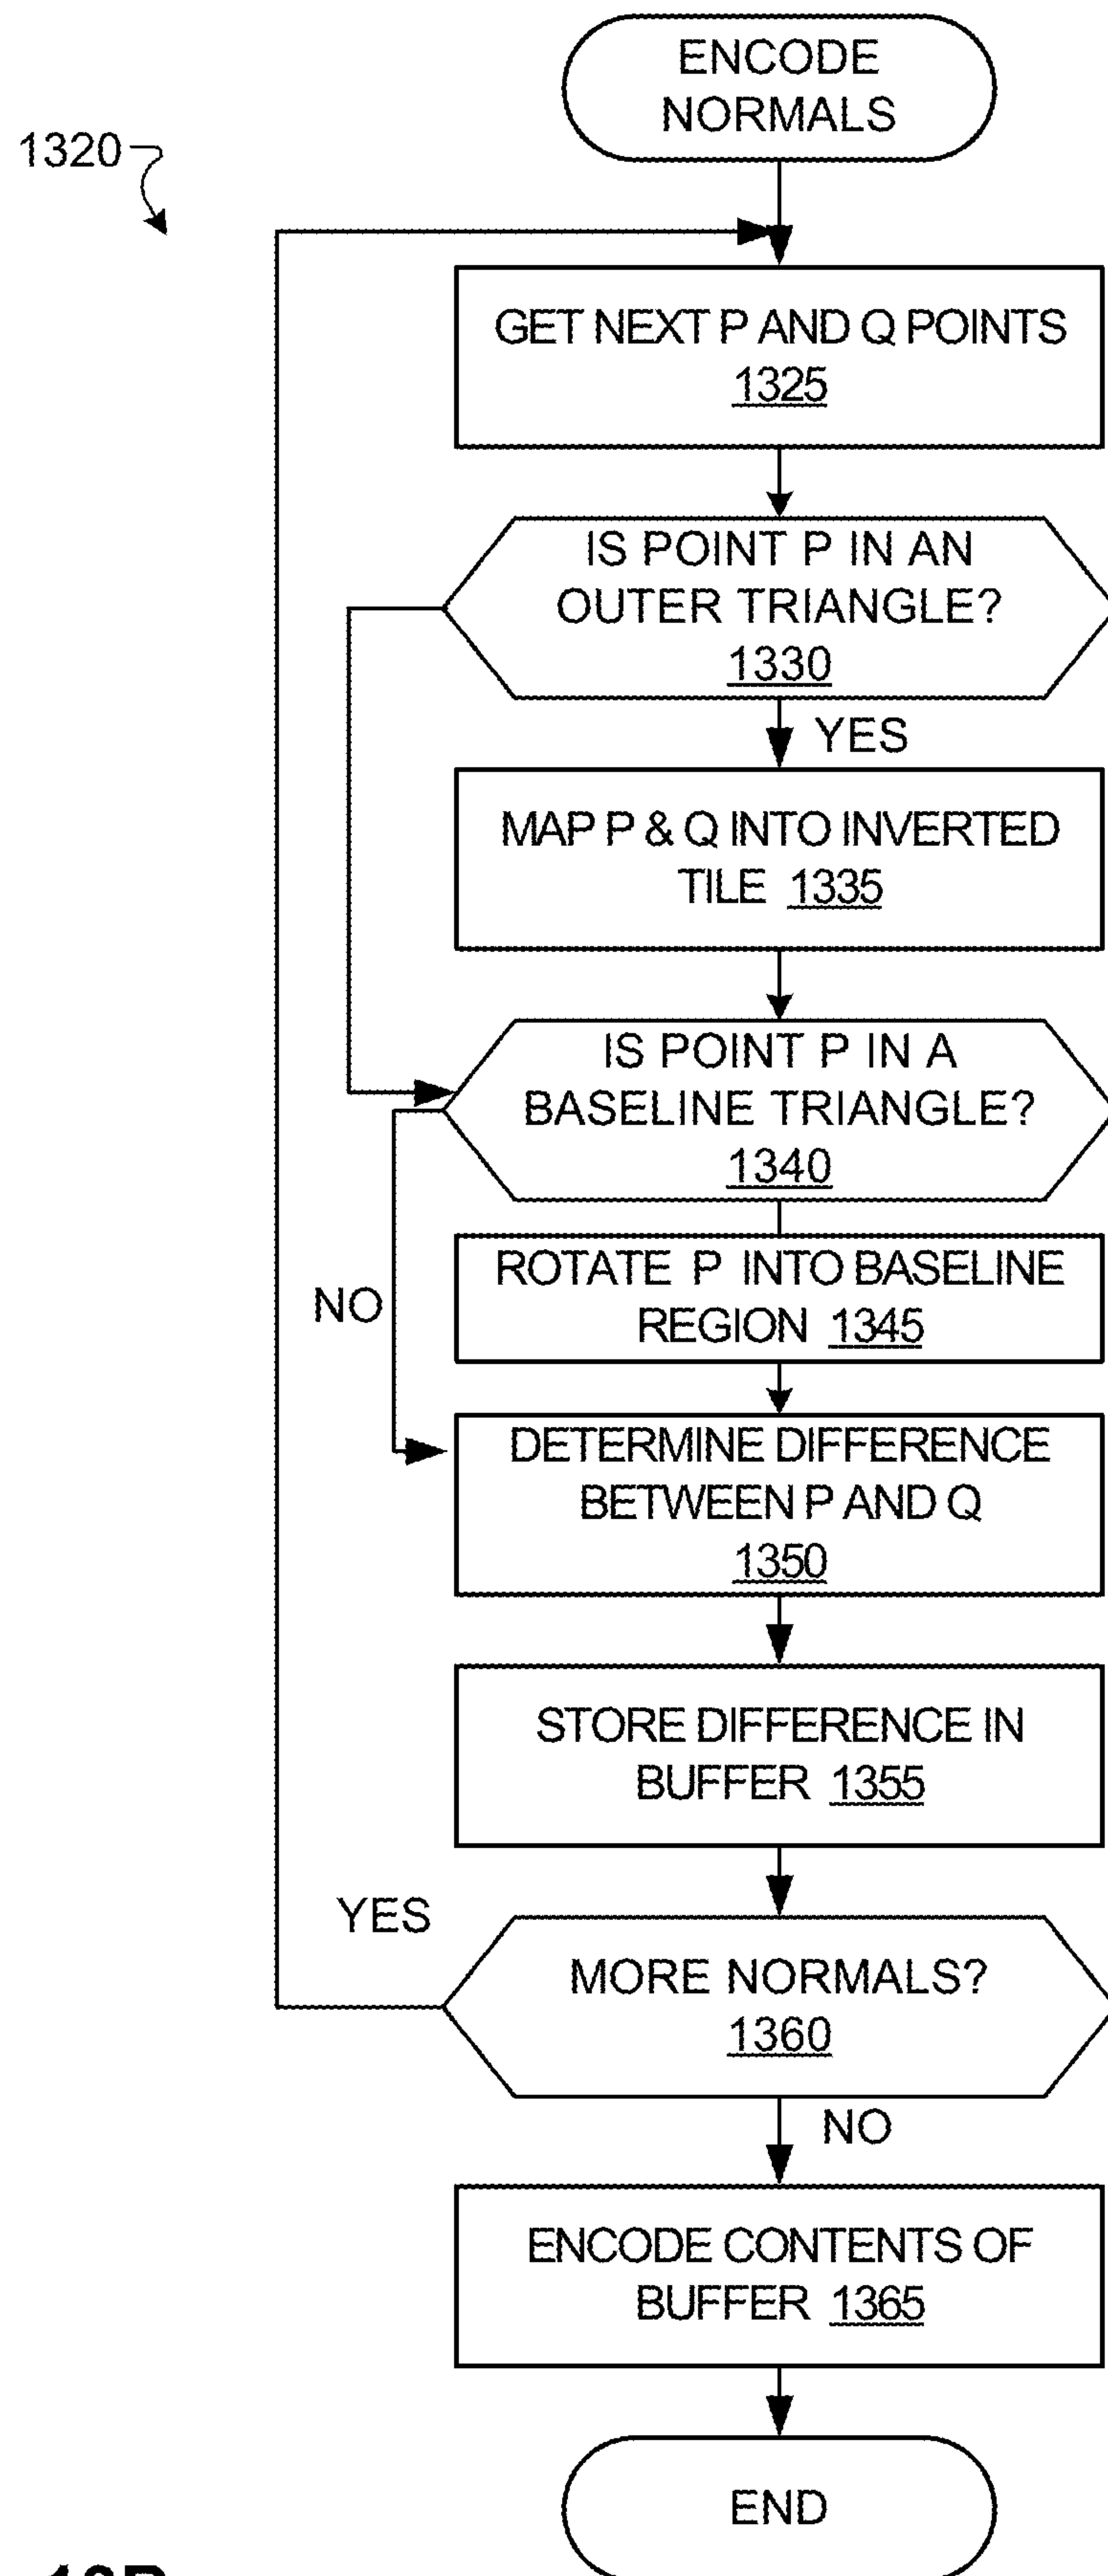 ENCODE
NORMALS
1320
GET NEXT P AND Q POINTS
1325
IS POINT P IN AN
OUTER TRIANGLE?
1330
YES
MAP P & Q INTO INVERTED
TILE 1335
IS POINT P IN A
BASELINE TRIANGLE?
1340
ROTATE P INTO BASELINE
REGION 1345
NO
DETERMINE DIFFERENCE
BETWEEN P AND Q
1350
STORE DIFFERENCE IN
BUFFER 1355
YES
MORE NORMALS?
1360
NO
ENCODE CONTENTS OF
BUFFER 1365
END